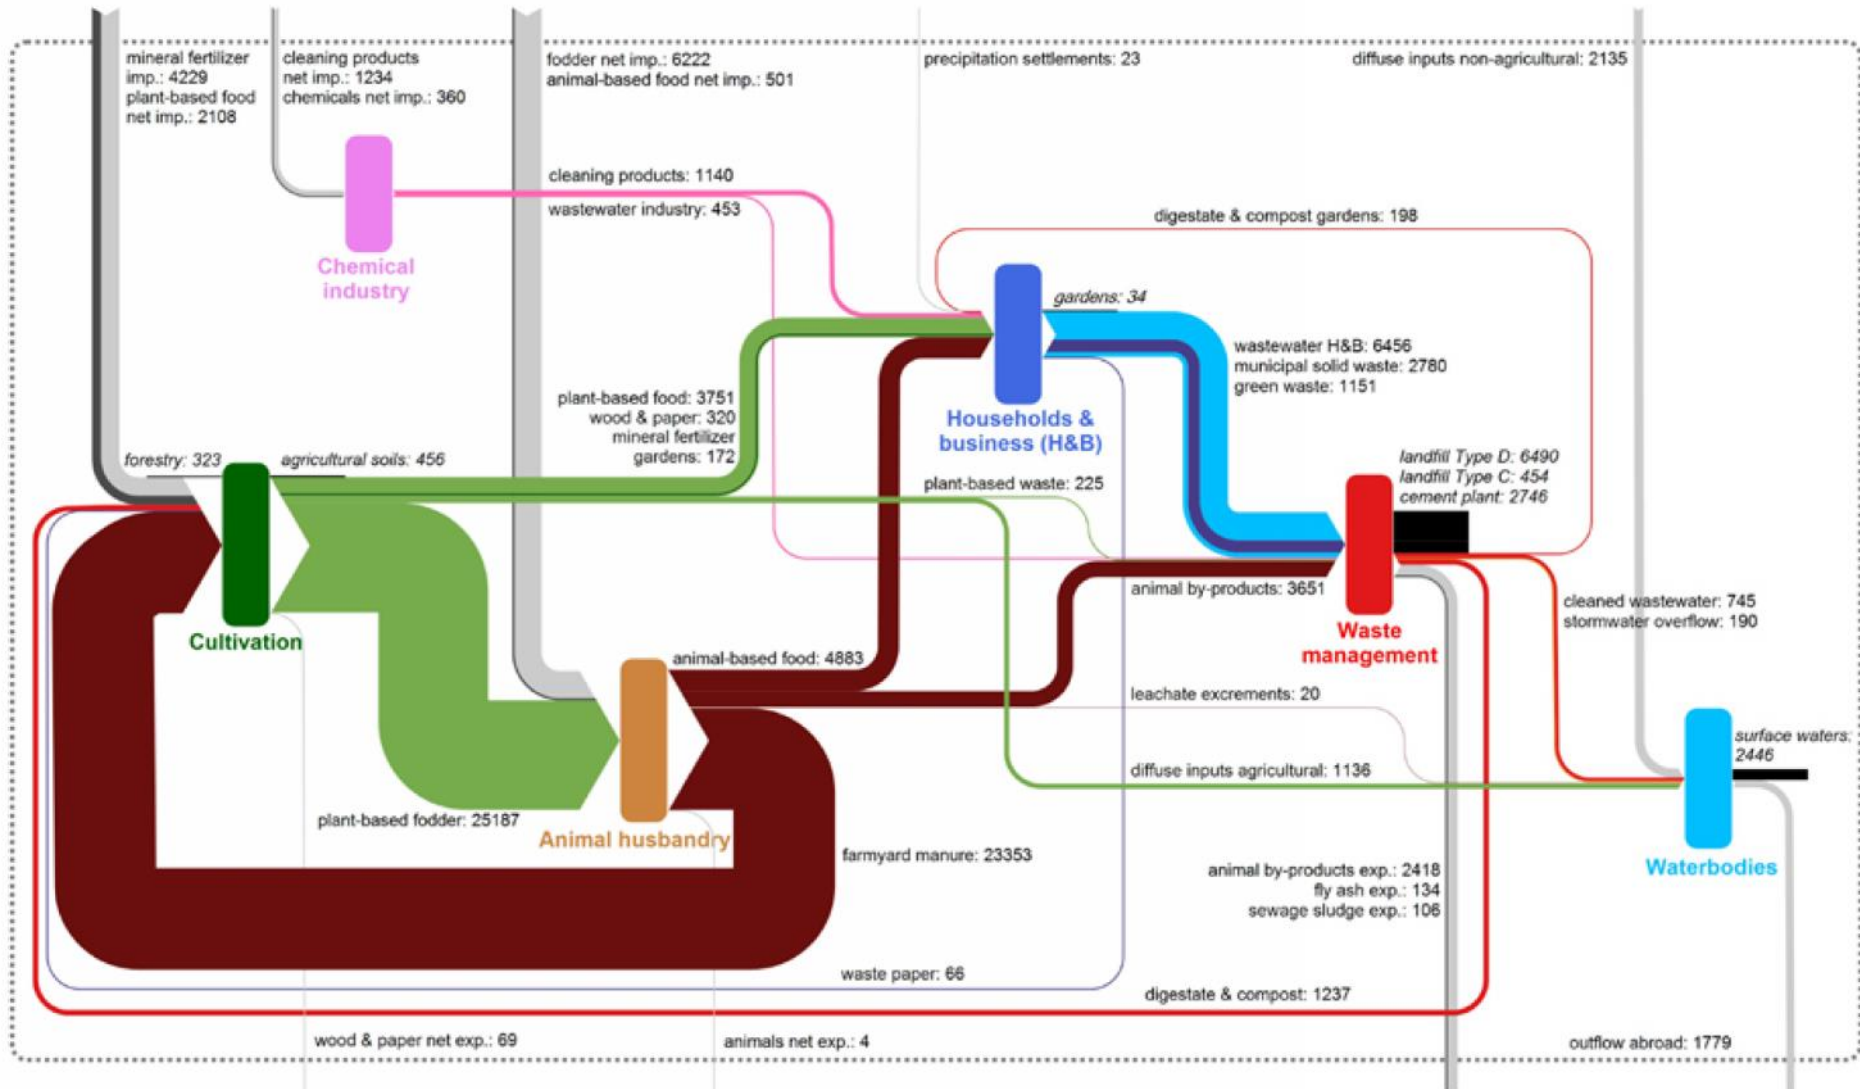 mineral fertilizer
imp.: 4229
plant-based food
net imp.: 2108
cleaning products
net imp.: 1234
chemicals net imp.: 360
fodder net imp.: 6222
animal-based food net imp.: 501
precipitation settlements: 23
diffuse inputs non-agricultural: 2135
cleaning products: 1140
wastewater industry: 453
digestate & compost gardens: 198
Chemical
industry
gardens: 34
wastewater H&B: 6456
municipal solid waste: 2780
green waste: 1151
plant-based food: 3751
wood & paper: 320
mineral fertilizer
gardens: 172
Households &
business (H&B)
forestry: 323
agricultural soils: 456
plant-based waste: 225
landfill Type D: 6490
landfill Type C: 454
cement plant: 2746
animal by-products: 3651
cleaned wastewater: 745
stormwater overflow: 190
Cultivation
Waste
management
animal-based food: 4883
leachate excrements: 20
surface waters:
2446
diffuse inputs agricultural: 1136
plant-based fodder: 25187
Animal husbandry
farmyard manure: 23353
Waterbodies
animal by-products exp.: 2418
fly ash exp.: 134
sewage sludge exp.: 106
waste paper: 66
digestate & compost: 1237
wood & paper net exp.: 69
animals net exp.: 4
outflow abroad: 1779